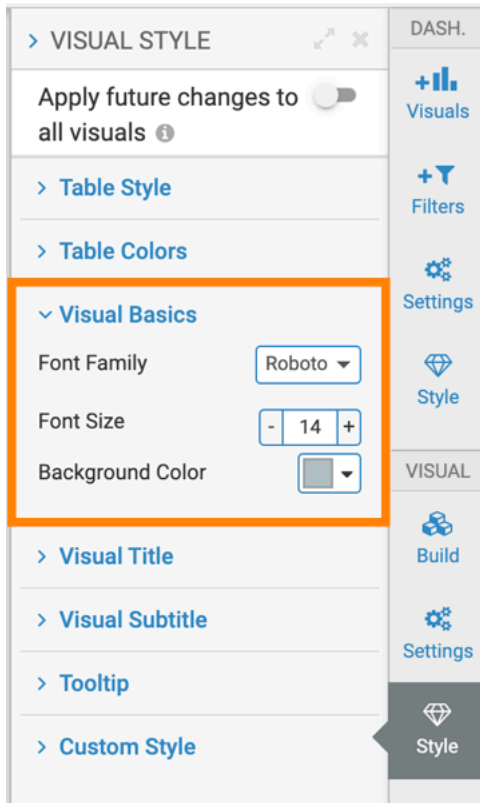 VISUAL STYLE
Apply future changes to
all visuals
Table Style
Table Colors
Visual Basics
Font Family
Roboto
Font Size
- 14 +
Background Color
Visual Title
Visual Subtitle
Tooltip
Custom Style
DASH.
Visuals
Filters
Settings
Style
VISUAL
Build
Settings
Style